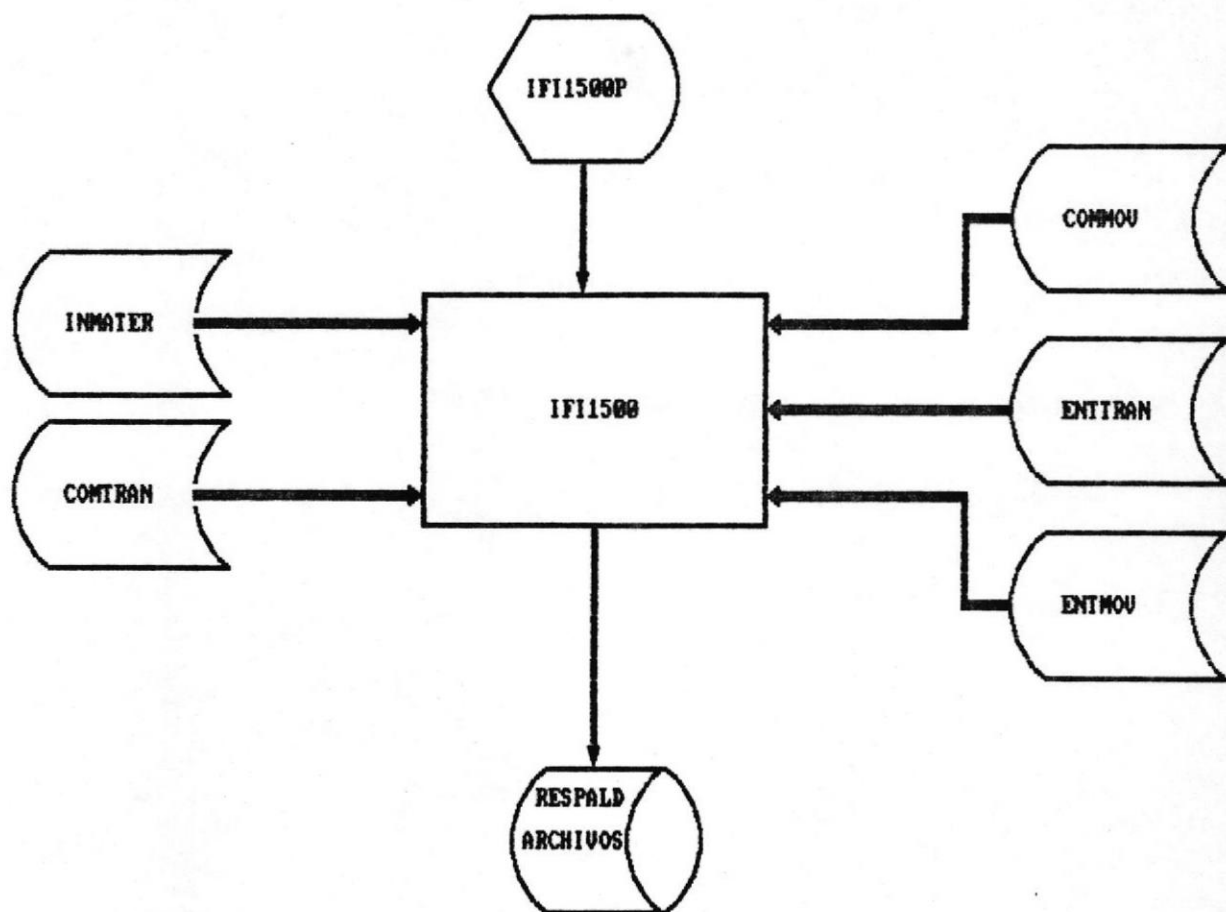 IFI1500P
COMMOV
INMATER
IFI1500
ENTTRAN
COMTRAN
ENTMOV
RESPALD
ARCHIVOS